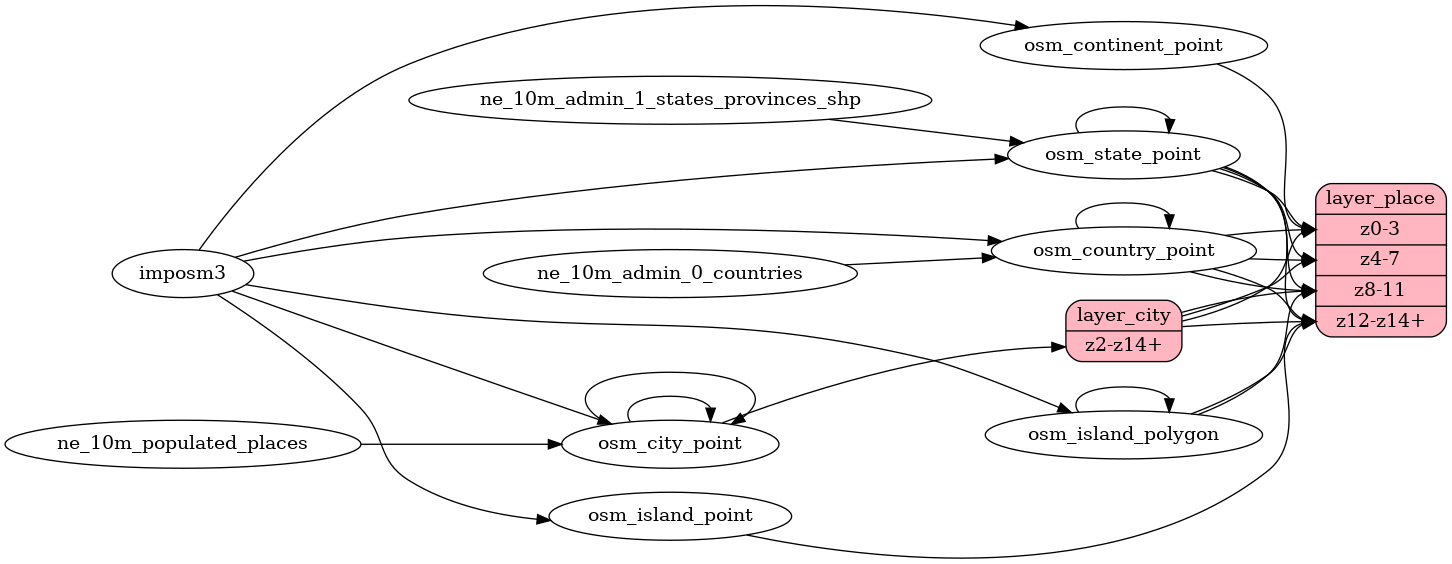 osm_continent_point
ne_10m_admin_1_states_provinces_shp
osm_state_point
layer_place
z0-3
z4-7
z8-11
z12-z14+
osm_country_point
imposm3
ne_10m_admin_0_countries
layer_city
z2-z14+
osm_island_polygon
ne_10m_populated_places
osm_city_point
osm_island_point